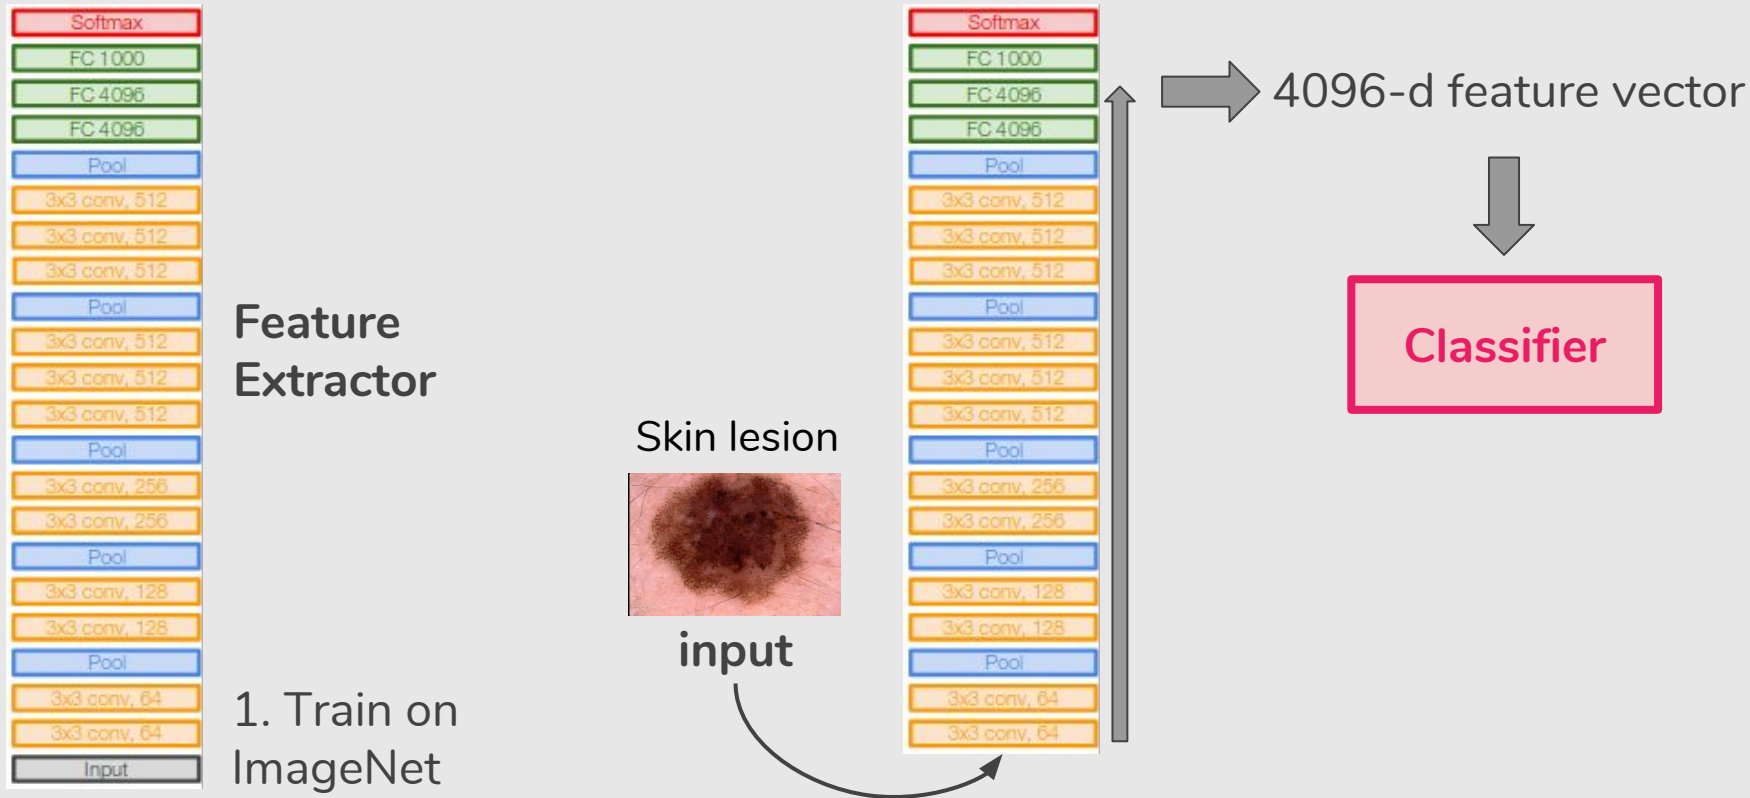 Softmax
FC 1000
FC 4096
FC 4096
Pool
3x3 conv, 512
3x3 conv, 512
3x3 conv, 512
Pool
3x3 conv, 512
3x3 conv, 512
3x3 conv, 512
Pool
3x3 conv, 256
3x3 conv, 256
Pool
3x3 conv, 128
3x3 conv, 128
Pool
3x3 conv, 64
3x3 conv, 64
Input
Feature
Extractor
1. Train on
ImageNet
Skin lesion
input
Softmax
FC 1000
FC 4096
FC 4096
Pool
3x3 conv, 512
3x3 conv, 512
3x3 conv, 512
Pool
3x3 conv, 512
3x3 conv, 512
3x3 conv, 512
Pool
3x3 conv, 256
3x3 conv, 256
Pool
3x3 conv, 128
3x3 conv, 128
Pool
3x3 conv, 64
3x3 conv, 64
4096-d feature vector
Classifier